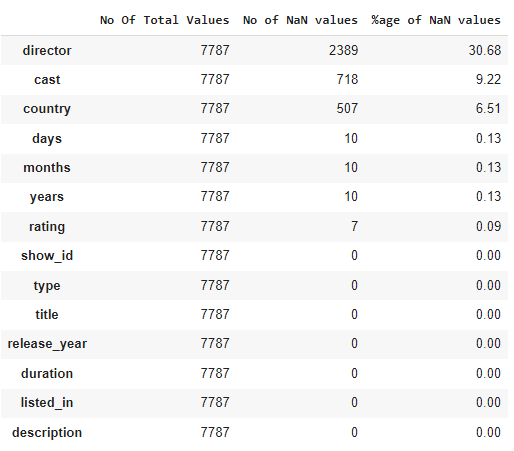 No Of Total Values No of NaN values %age of NaN values
director 7787 2389 30.68
cast 7787 718 9.22
country 7787 507 6.51
days 7787 10 0.13
months 7787 10 0.13
years 7787 10 0.13
rating 7787 7 0.09
show_id 7787 0 0.00
type 7787 0 0.00
title 7787 0 0.00
release_year 7787 0 0.00
duration 7787 0 0.00
listed_in 7787 0 0.00
description 7787 0 0.00